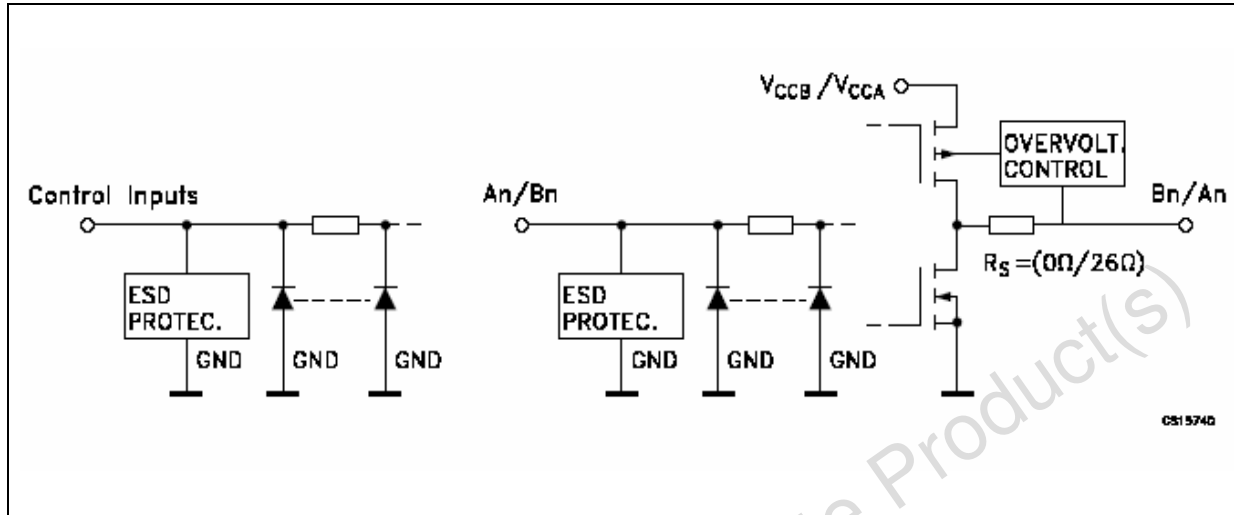 VCCB /VCCA
OVERVOLT.
CONTROL
Control Inputs
An/Bn
Bn/An
RS=(0Ω/26Ω)
ESD
PROTEC.
GND
GND
GND
ESD
PROTEC.
GND
GND
GND
CS15740
Product(s)